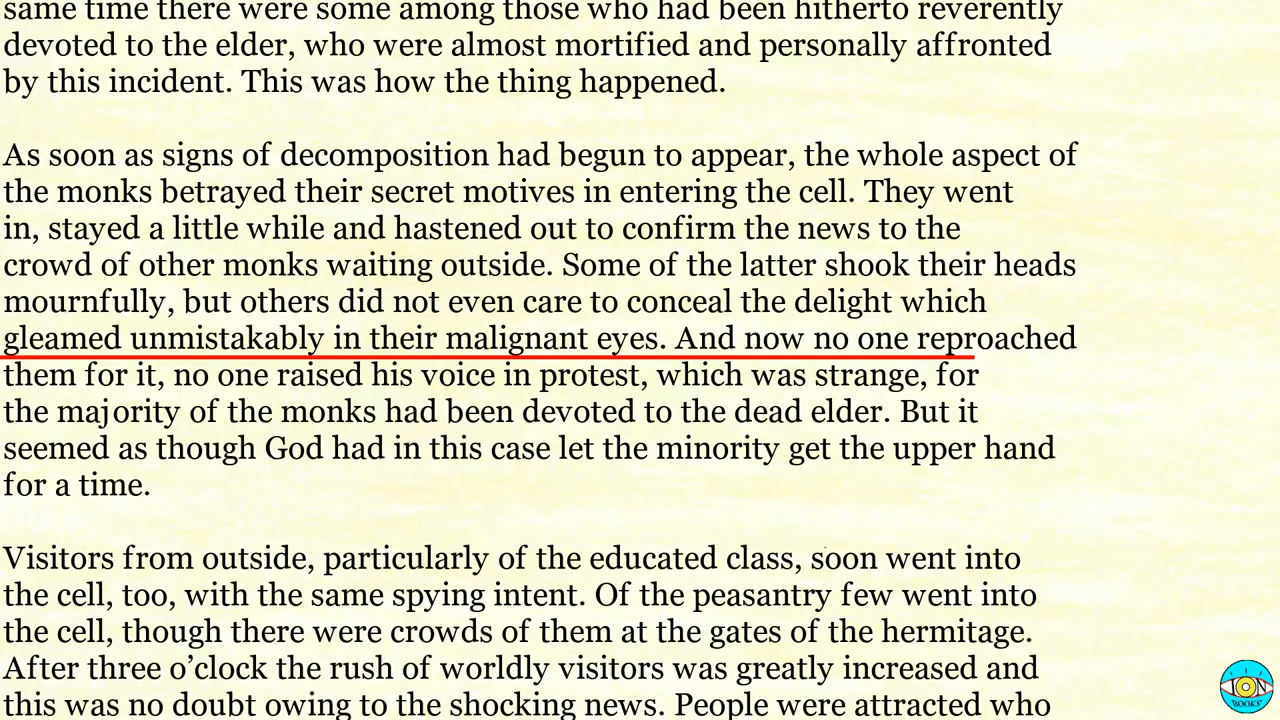 same time there were some among those who had been hitherto reverently
devoted to the elder, who were almost mortified and personally affronted
by this incident. This was how the thing happened.
As soon as signs of decomposition had begun to appear, the whole aspect of
the monks betrayed their secret motives in entering the cell. They went
in, stayed a little while and hastened out to confirm the news to the
crowd of other monks waiting outside. Some of the latter shook their heads
mournfully, but others did not even care to conceal the delight which
gleamed unmistakably in their malignant eyes. And now no one reproached
them for it, no one raised his voice in protest, which was strange, for
the majority of the monks had been devoted to the dead elder. But it
seemed as though God had in this case let the minority get the upper hand
for a time.
Visitors from outside, particularly of the educated class, soon went into
the cell, too, with the same spying intent. Of the peasantry few went into
the cell, though there were crowds of them at the gates of the hermitage.
After three o’clock the rush of worldly visitors was greatly increased and
this was no doubt owing to the shocking news. People were attracted who
ION
BOOKS